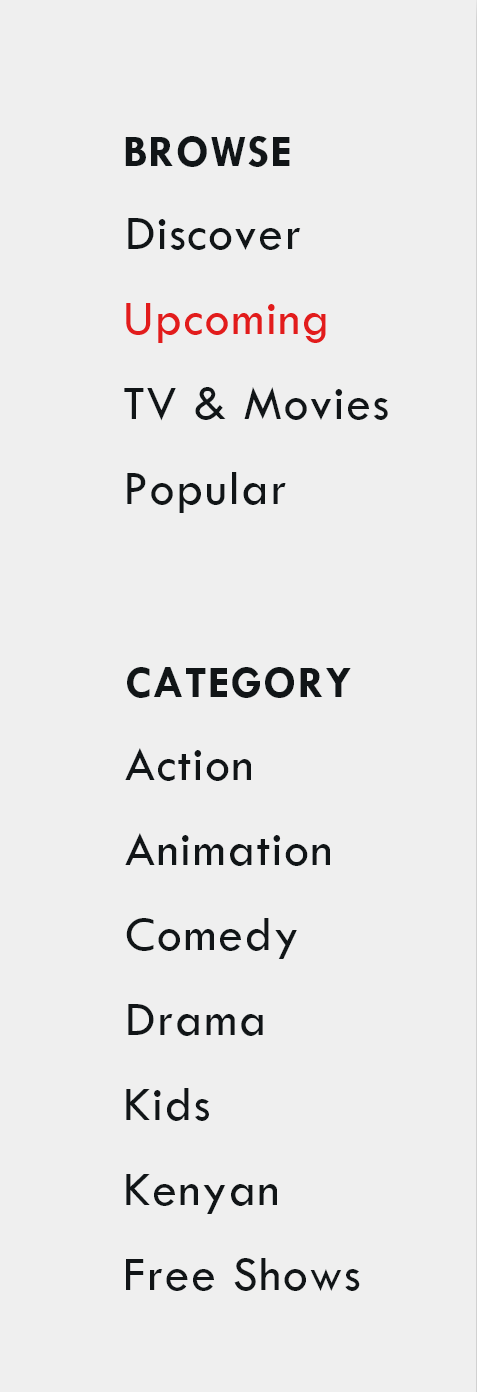 BROWSE
Discover
Upcoming
TV & Movies
Popular
CATEGORY
Action
Animation
Comedy
Drama
Kids
Kenyan
Free Shows